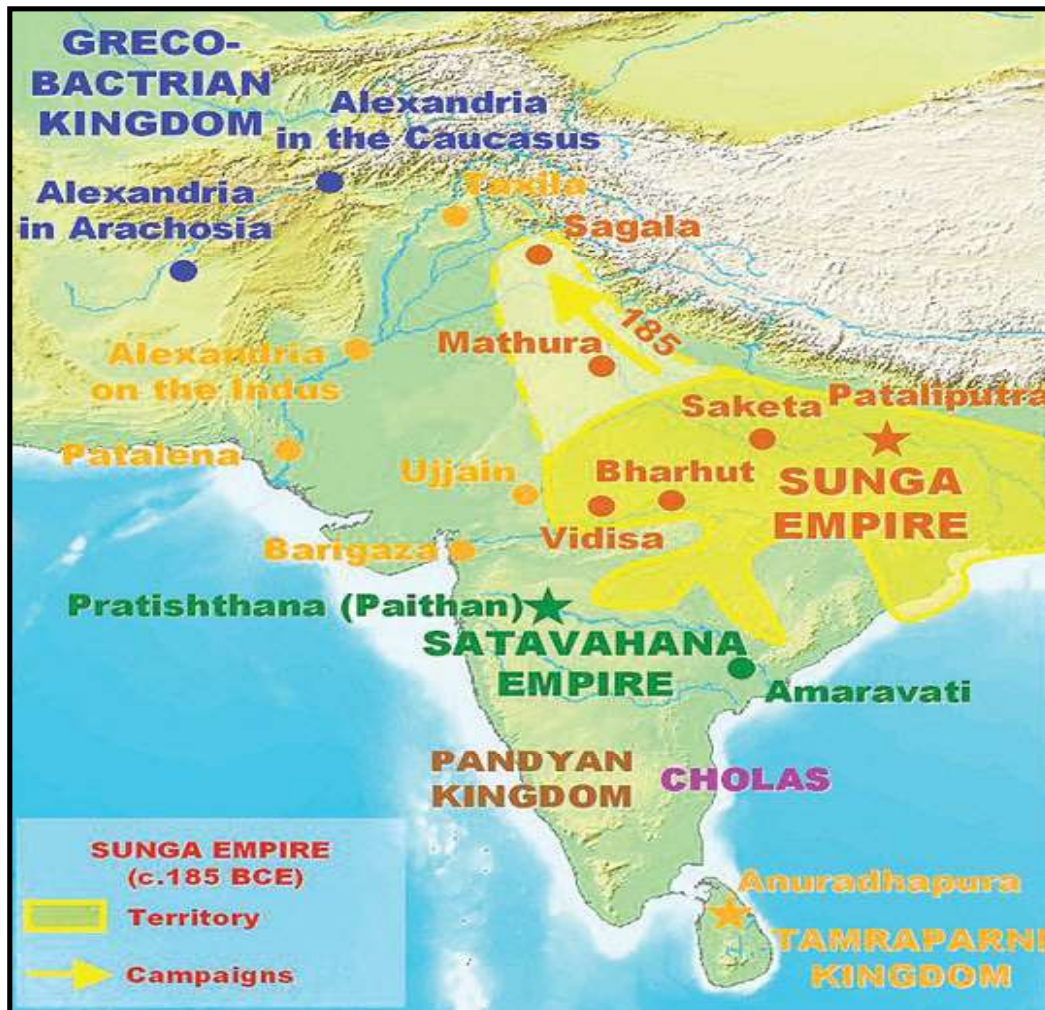 GRECO-
BACTRIAN
KINGDOM
Alexandria
in the Caucasus
Alexandria
in Arachosia
Taxila
Sagala
185
Mathura
Alexandria
on the Indus
Saketa
Pataliputra
Patalena
Ujjain
Bharhut
SUNGA
EMPIRE
Vidisa
Barigaza
Pratishthana (Paithan)
SATAVAHANA
EMPIRE
Amaravati
PANDYAN
KINGDOM
CHOLAS
SUNGA EMPIRE
(c.185 BCE)
Territory
Campaigns
Anuradhapura
TAMRAPARNI
KINGDOM